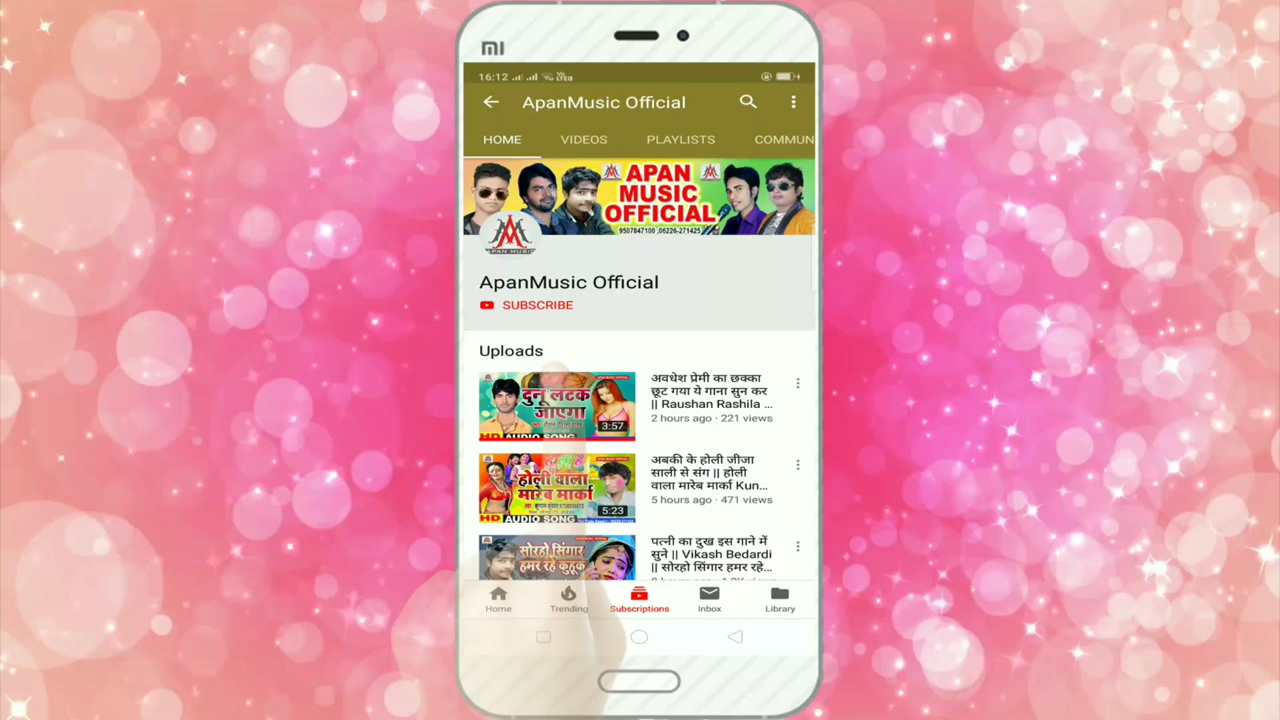 16:12
ApanMusic Official
HOME VIDEOS PLAYLISTS COMMUN
APAN
MUSIC
OFFICIAL
9507847100 ,06226-271425
APAN MUSIC
ApanMusic Official
SUBSCRIBE
Uploads
दुनू लटक
जाएगा
3:57
HD AUDIO SONG
अवधेश प्रेमी का छक्का
छूट गया ये गाना सुन कर
|| Raushan Rashila ...
2 hours ago · 221 views
होली वाला
मारेब मार्का
5:23
HD AUDIO SONG
अबकी के होली जीजा
साली से संग || होली
वाला मारेब मार्का Kun...
5 hours ago · 471 views
सोरहो सिंगार
हमर रहे कुहूक
पत्नी का दुख इस गाने में
सुने || Vikash Bedardi
|| सोरहो सिंगार हमर रहे...
Home Trending Subscriptions Inbox Library